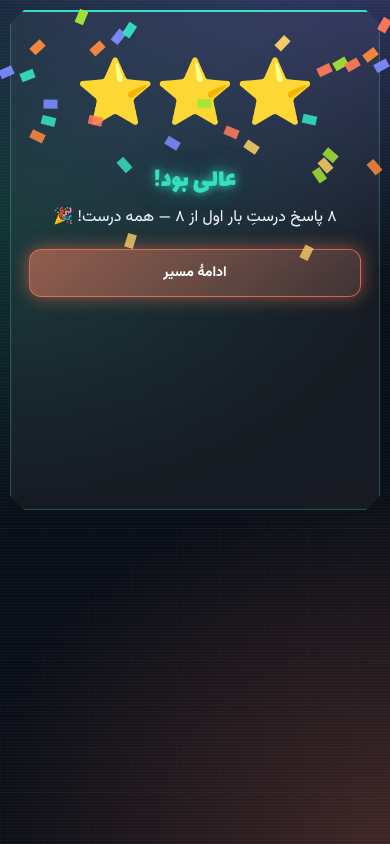 عالی بود!
۸ پاسخ درستِ بار اول از ۸ — همه درست! 🎉
ادامهٔ مسیر